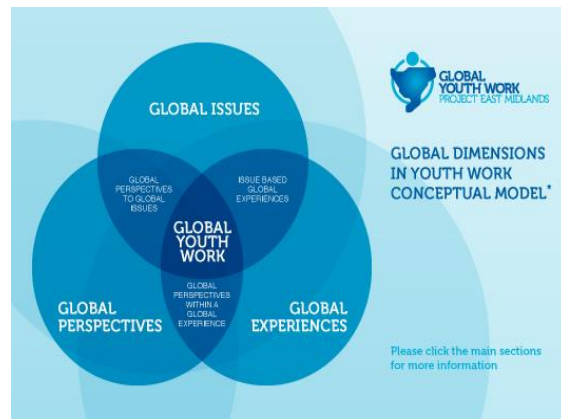 GLOBAL ISSUES
GLOBAL
PERSPECTIVES
TO GLOBAL
ISSUES
ISSUE BASED
GLOBAL
EXPERIENCES
GLOBAL
YOUTH
WORK
GLOBAL
PERSPECTIVES
WITHIN A
GLOBAL
EXPERIENCE
GLOBAL
PERSPECTIVES
GLOBAL
EXPERIENCES
GLOBAL
YOUTH WORK
PROJECT EAST MIDLANDS
GLOBAL DIMENSIONS
IN YOUTH WORK
CONCEPTUAL MODEL*
Please click the main sections
for more information